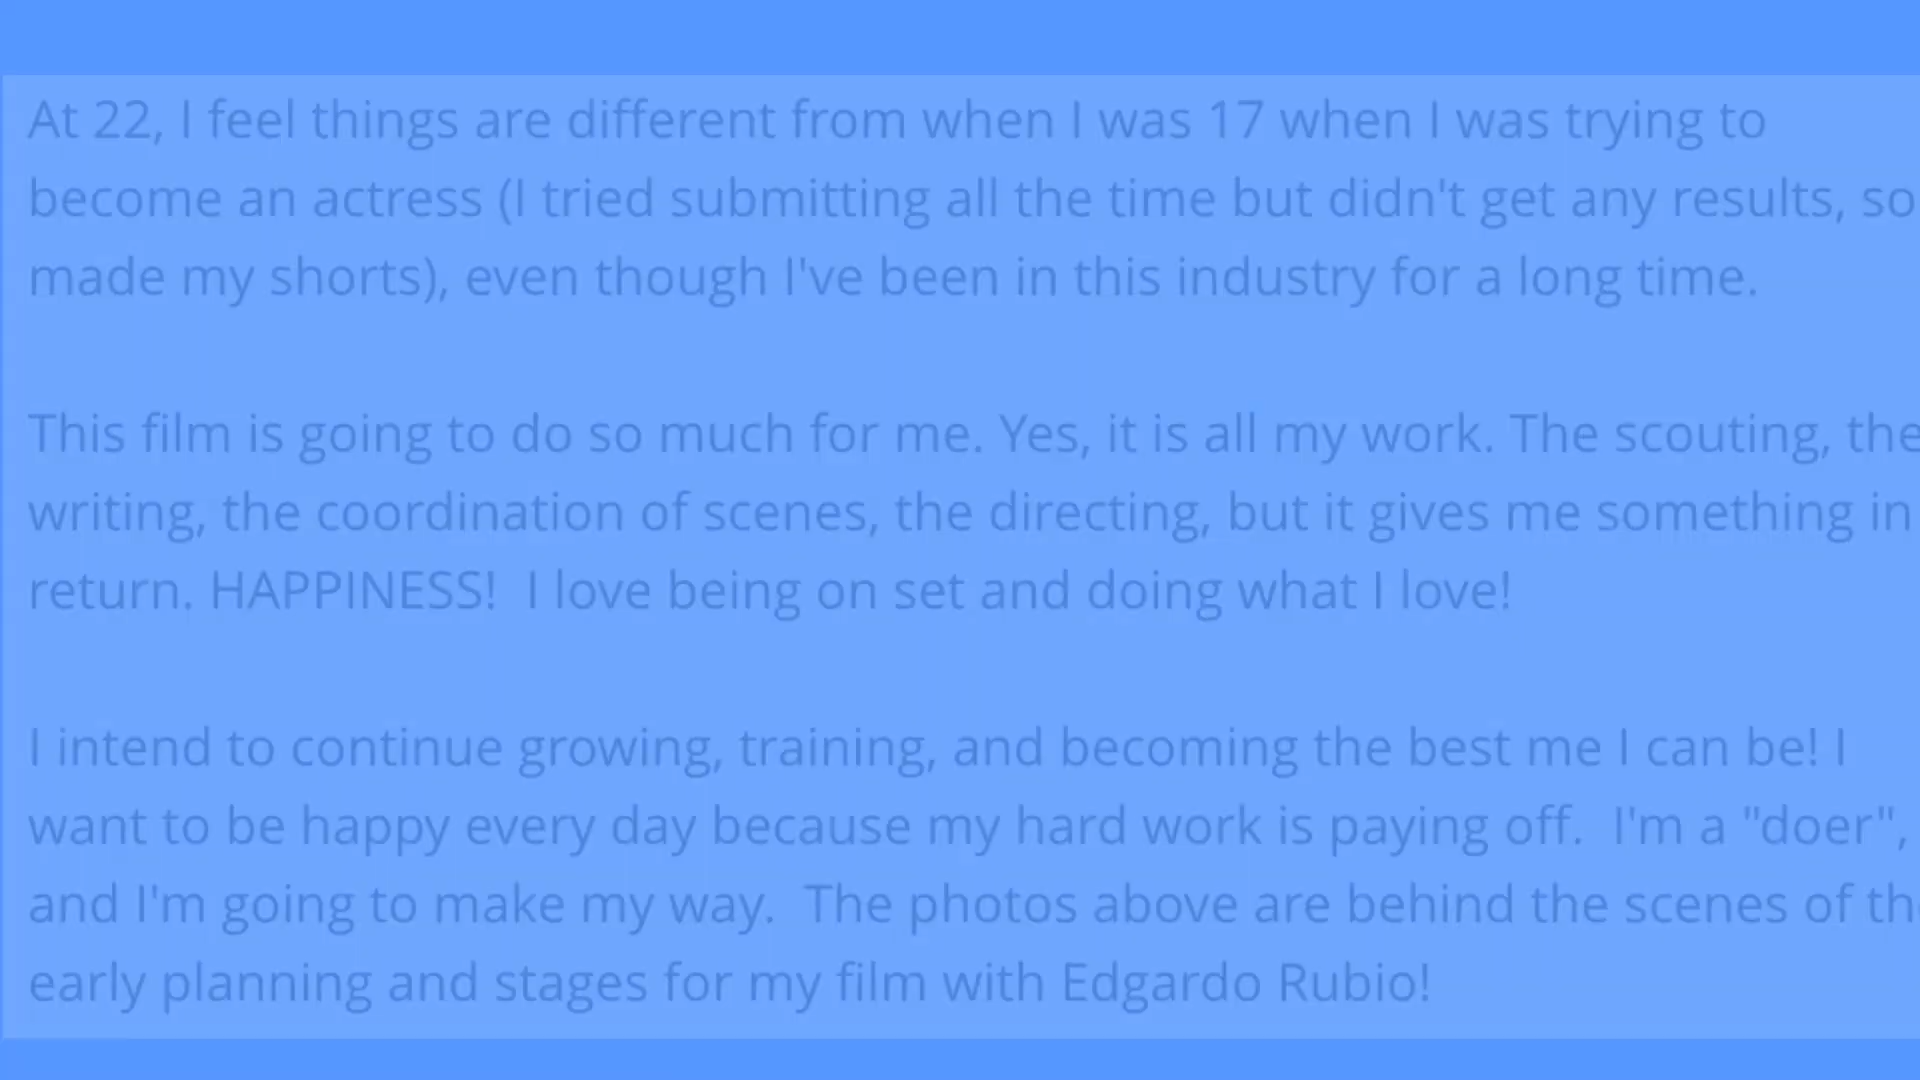 At 22, I feel things are different from when I was 17 when I was trying to
become an actress (I tried submitting all the time but didn't get any results, so
made my shorts), even though I've been in this industry for a long time.
This film is going to do so much for me. Yes, it is all my work. The scouting, the
writing, the coordination of scenes, the directing, but it gives me something in
return. HAPPINESS!  I love being on set and doing what I love!
I intend to continue growing, training, and becoming the best me I can be! I
want to be happy every day because my hard work is paying off.  I'm a "doer",
and I'm going to make my way.  The photos above are behind the scenes of th
early planning and stages for my film with Edgardo Rubio!